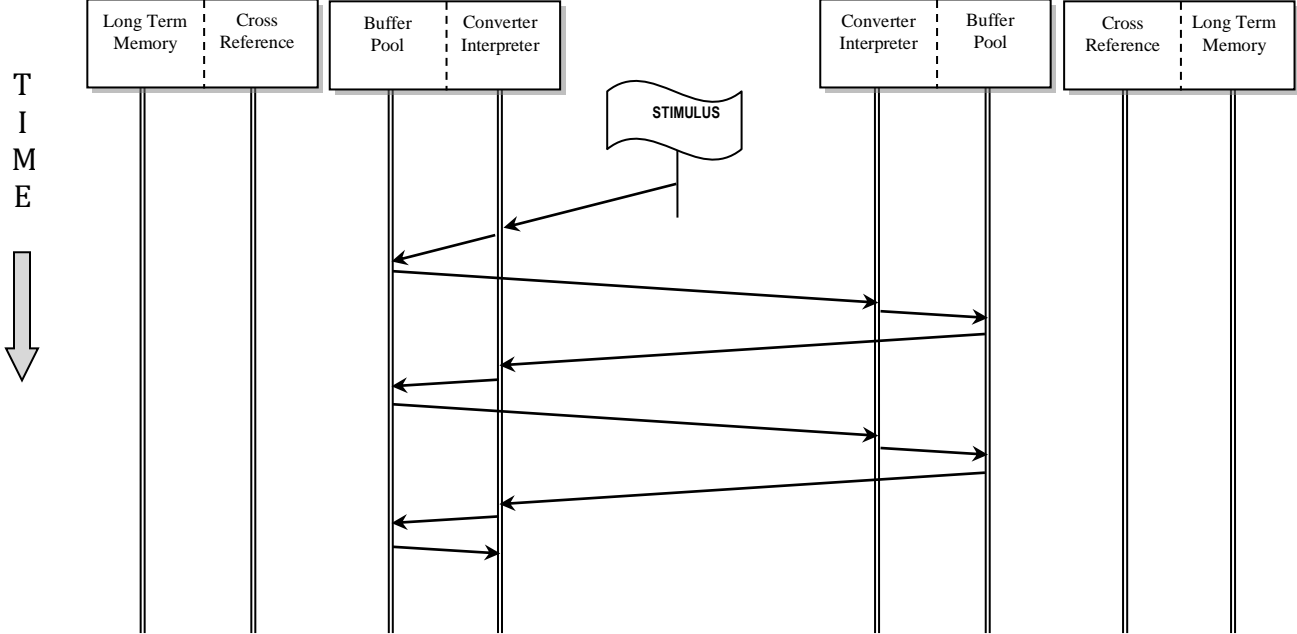 Long Term
Memory
Cross
Reference
Buffer
Pool
Converter
Interpreter
Converter
Interpreter
Buffer
Pool
Cross
Reference
Long Term
Memory
T
I
M
E
STIMULUS